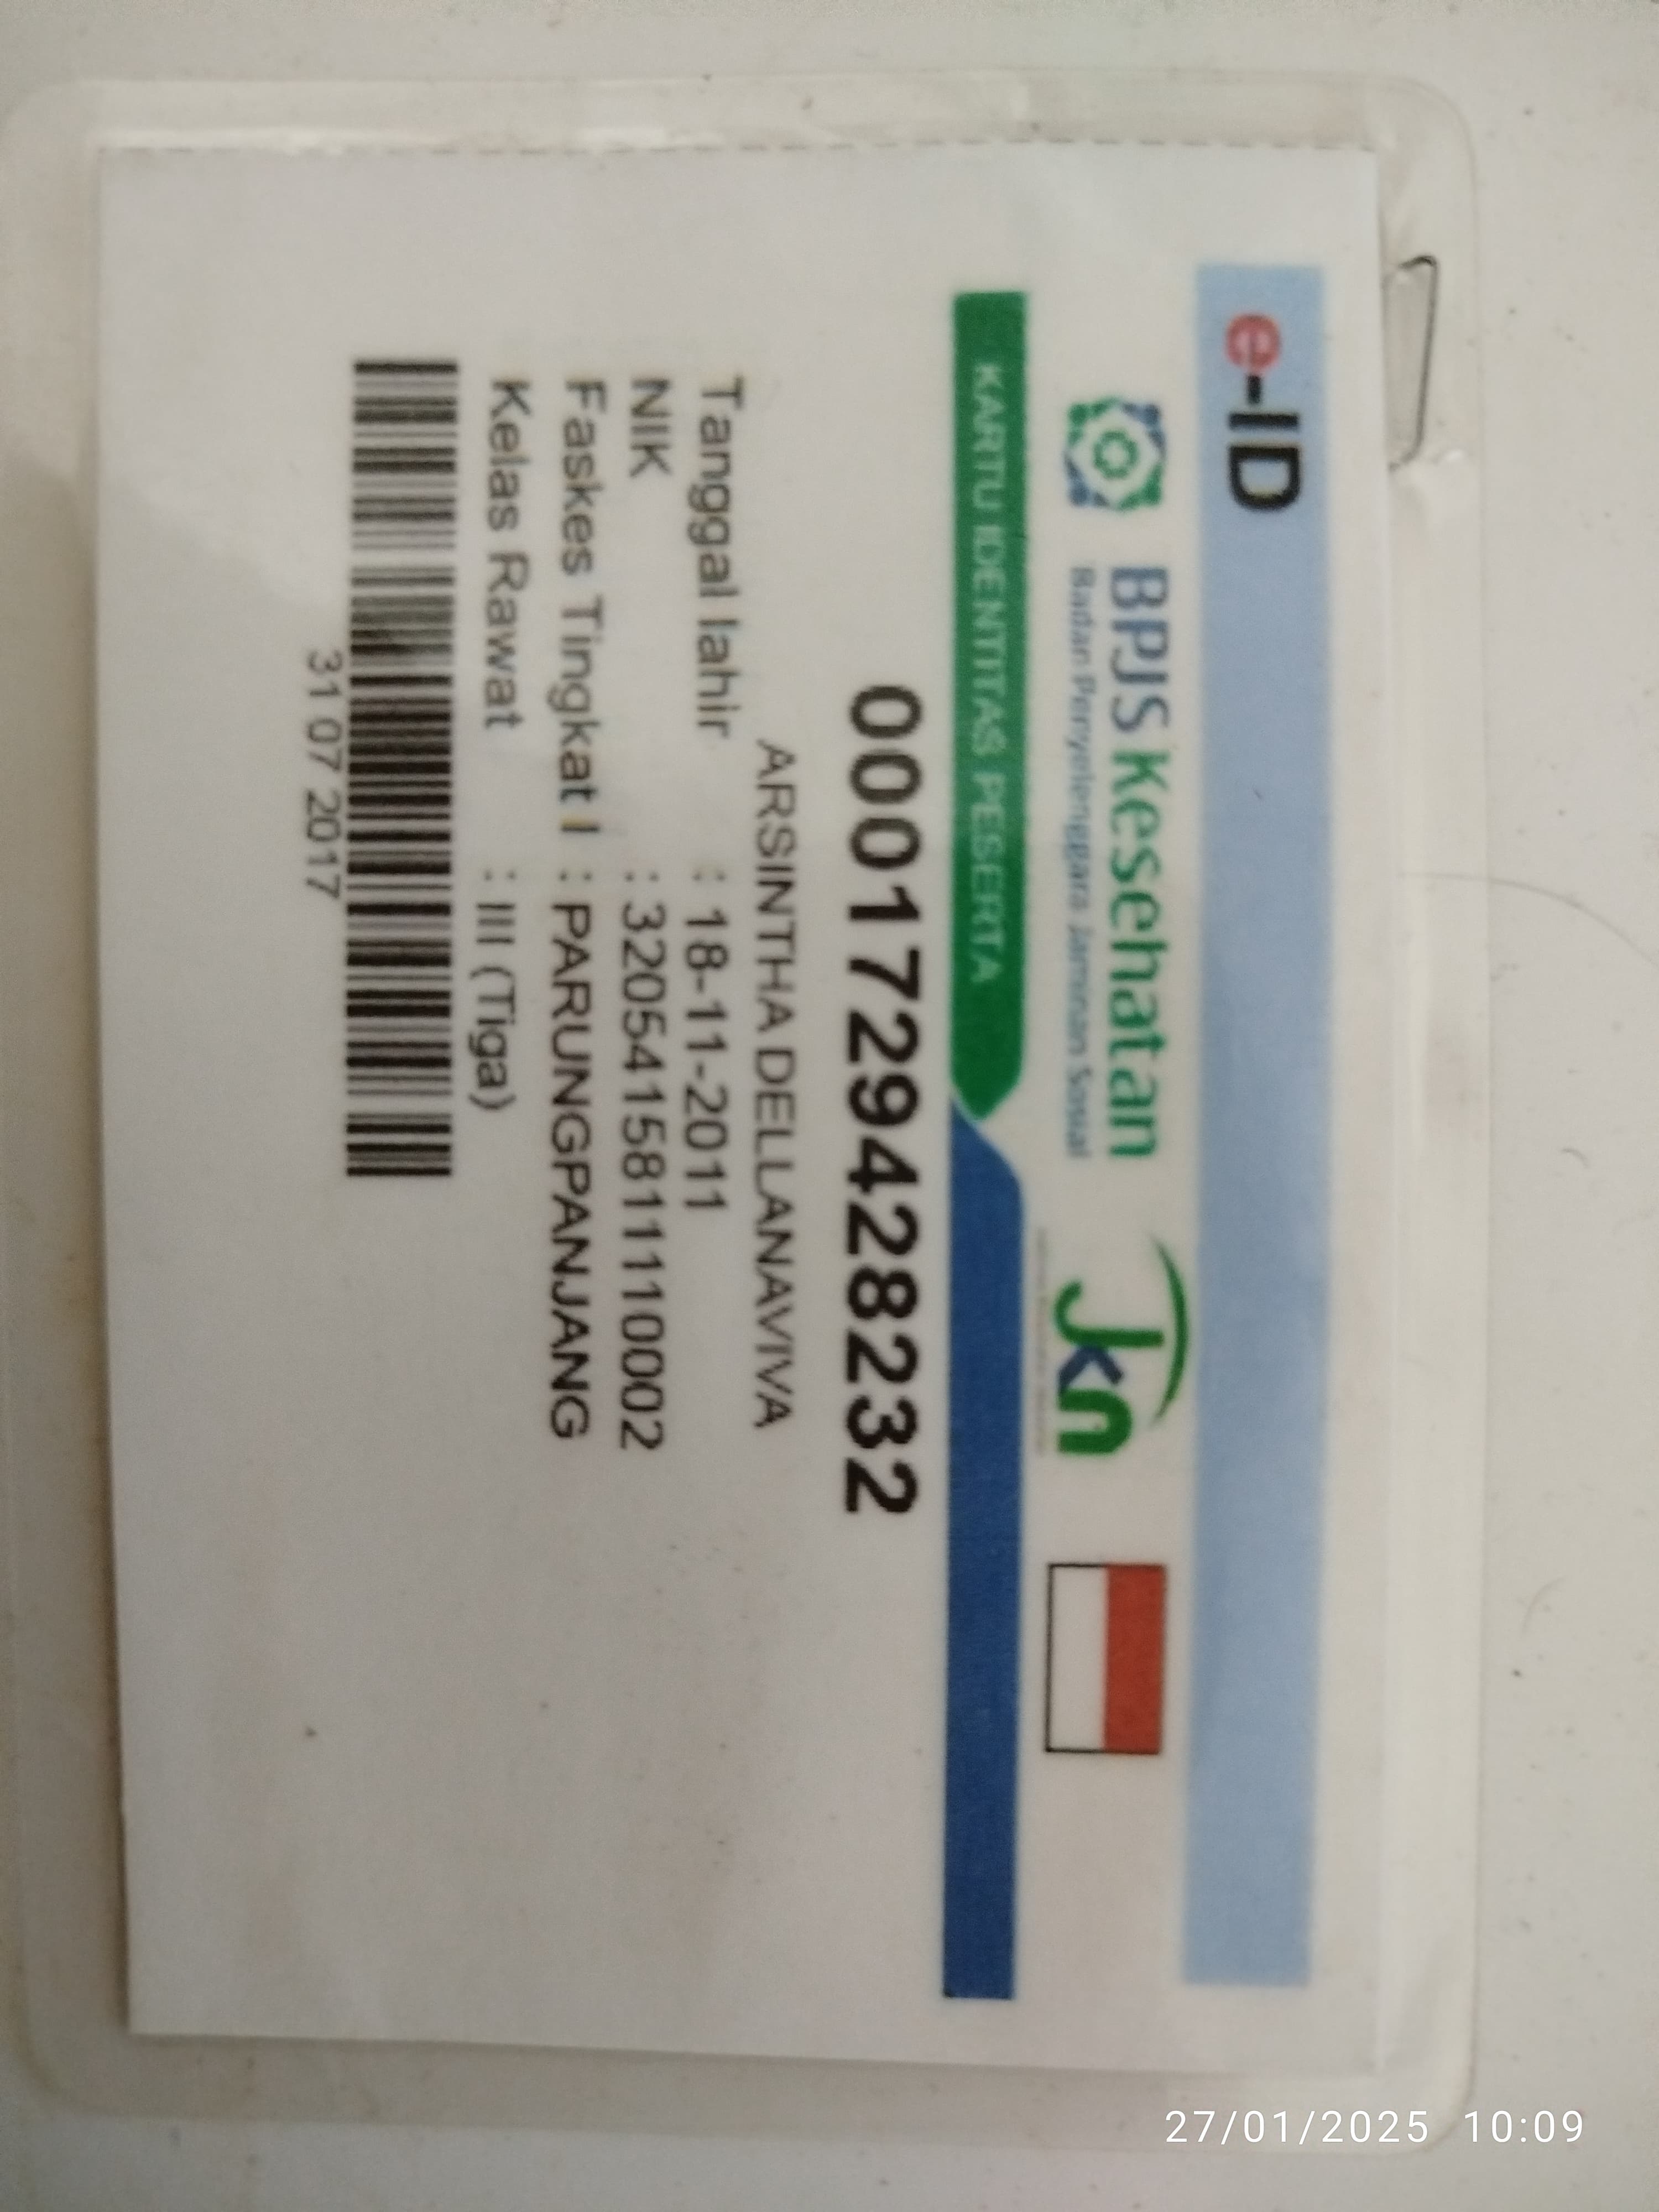 e-ID
BPJS Kesehatan
Badan Penyelenggara Jaminan Sosial
JKN
KARTU IDENTITAS PESERTA
0001729428232
ARSINTHA DELLANAVIVA
Tanggal lahir : 18-11-2011
NIK : 3205415811110002
Faskes Tingkat I : PARUNGPANJANG
Kelas Rawat : III (Tiga)
31 07 2017
27/01/2025 10:09